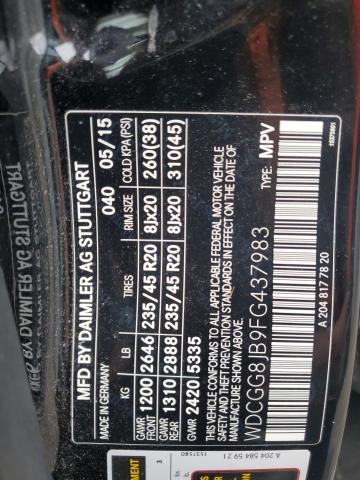 MFD BY DAIMLER AG STUTTGART
MADE IN GERMANY 040 05/15
KG LB TIRES RIM SIZE COLD KPA (PSI)
GAWR FRONT 1200 2646 235/45 R20 8Jx20 260(38)
GAWR REAR 1310 2888 235/45 R20 8Jx20 310(45)
GVWR 2420 5335
CONFORMS TO ALL APPLICABLE FEDERAL MOTOR VEHICLE
SAFETY AND THEFT PREVENTION STANDARDS IN EFFECT ON THE DATE OF
MANUFACTURE SHOWN ABOVE.
WDCGG8JB9FG437983 TYPE: MPV
A 204 817 78 20
A 204 584 59 21